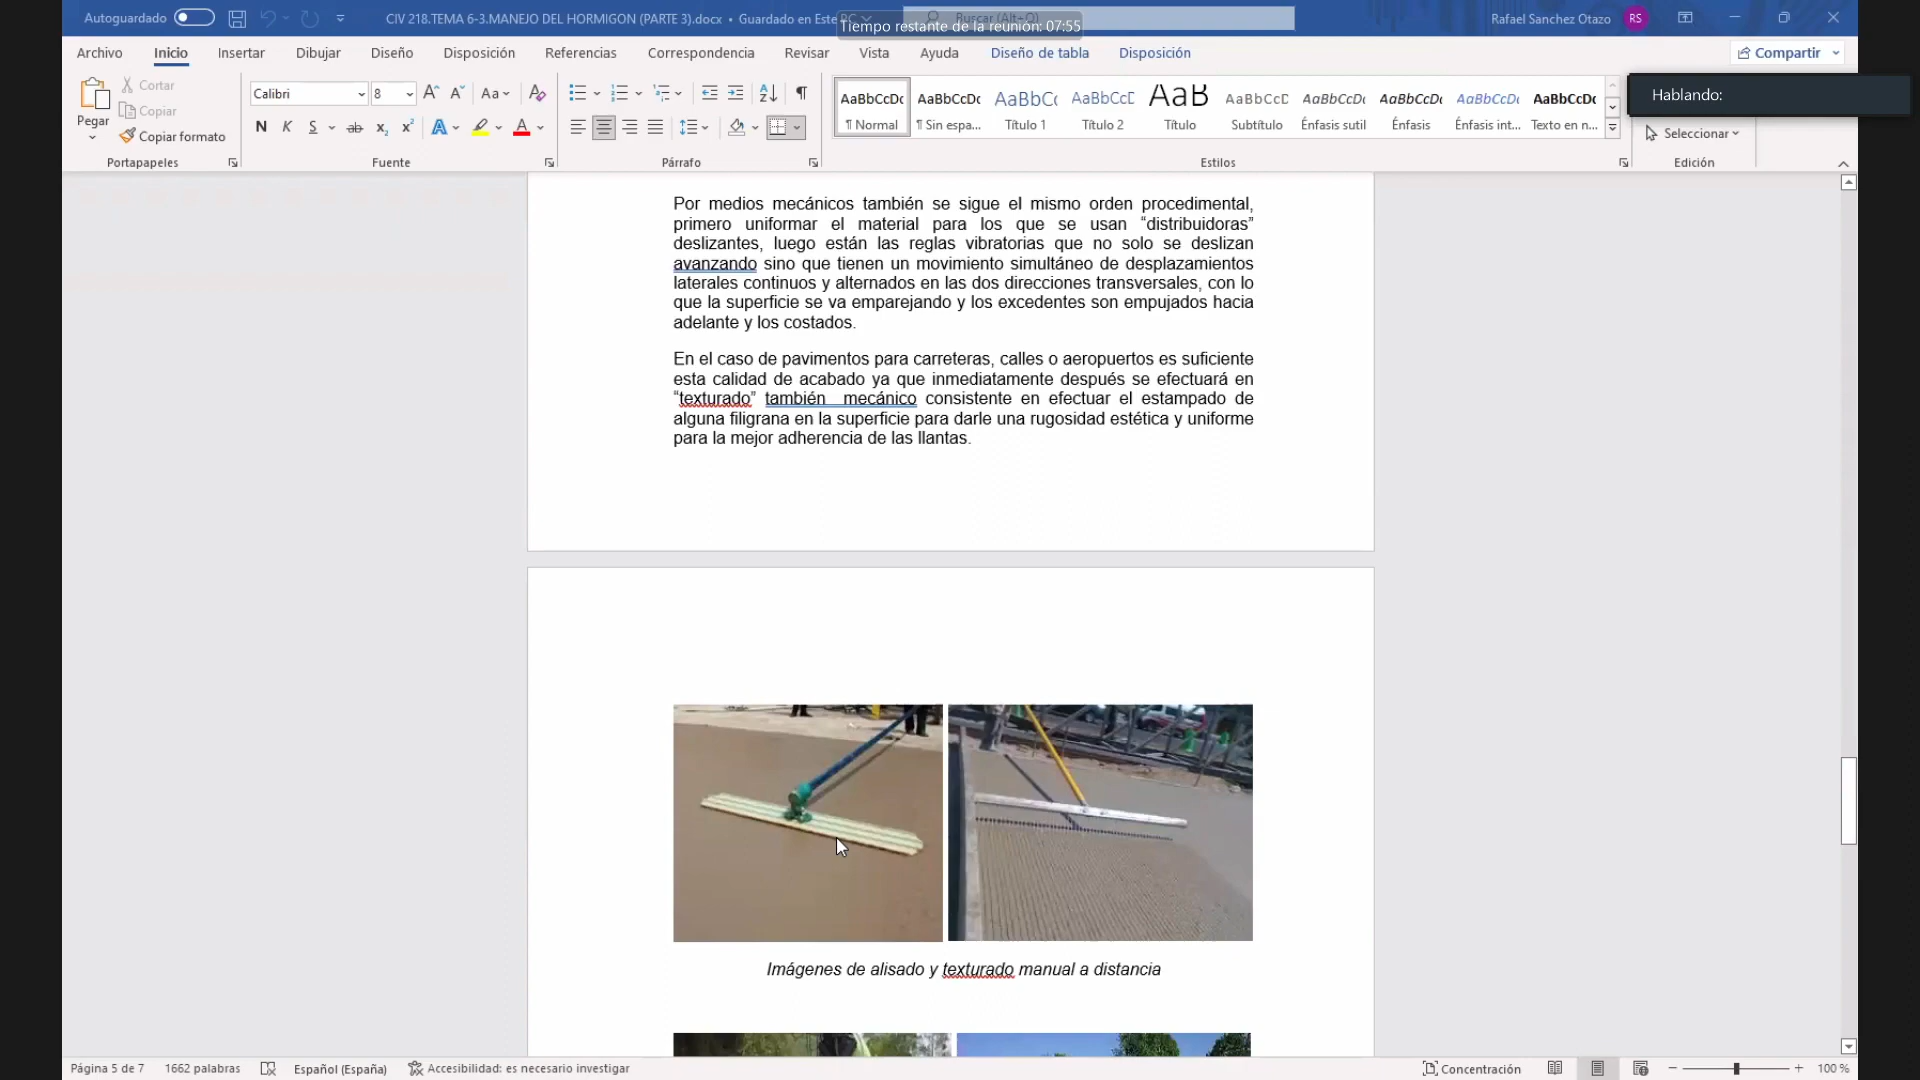 Autoguardado
CIV 218.TEMA 6-3.MANEJO DEL HORMIGON (PARTE 3).docx • Guardado en Este PC
Buscar (Alt+Q)
Tiempo restante de la reunión: 07:55
Rafael Sanchez Otazo
RS
Archivo Inicio Insertar Dibujar Diseño Disposición Referencias Correspondencia Revisar Vista Ayuda Diseño de tabla Disposición
Compartir
Hablando:
Pegar
Cortar
Copiar
Copiar formato
Portapapeles
Calibri 8
N K S ab x₂ x²
Fuente
Párrafo
AaBbCcDc AaBbCcDc AaBbCc AaBbCcD AaB AaBbCcD AaBbCcDc AaBbCcDc AaBbCcDc AaBbCcDc
¶ Normal ¶ Sin espa... Título 1 Título 2 Título Subtítulo Énfasis sutil Énfasis Énfasis int... Texto en n...
Estilos
Seleccionar
Edición
Por medios mecánicos también se sigue el mismo orden procedimental,
primero uniformar el material para los que se usan “distribuidoras”
deslizantes, luego están las reglas vibratorias que no solo se deslizan
avanzando sino que tienen un movimiento simultáneo de desplazamientos
laterales continuos y alternados en las dos direcciones transversales, con lo
que la superficie se va emparejando y los excedentes son empujados hacia
adelante y los costados.
En el caso de pavimentos para carreteras, calles o aeropuertos es suficiente
esta calidad de acabado ya que inmediatamente después se efectuará en
“texturado” también mecánico consistente en efectuar el estampado de
alguna filigrana en la superficie para darle una rugosidad estética y uniforme
para la mejor adherencia de las llantas.
Imágenes de alisado y texturado manual a distancia
Página 5 de 7 1662 palabras Español (España) Accesibilidad: es necesario investigar
Concentración
100 %